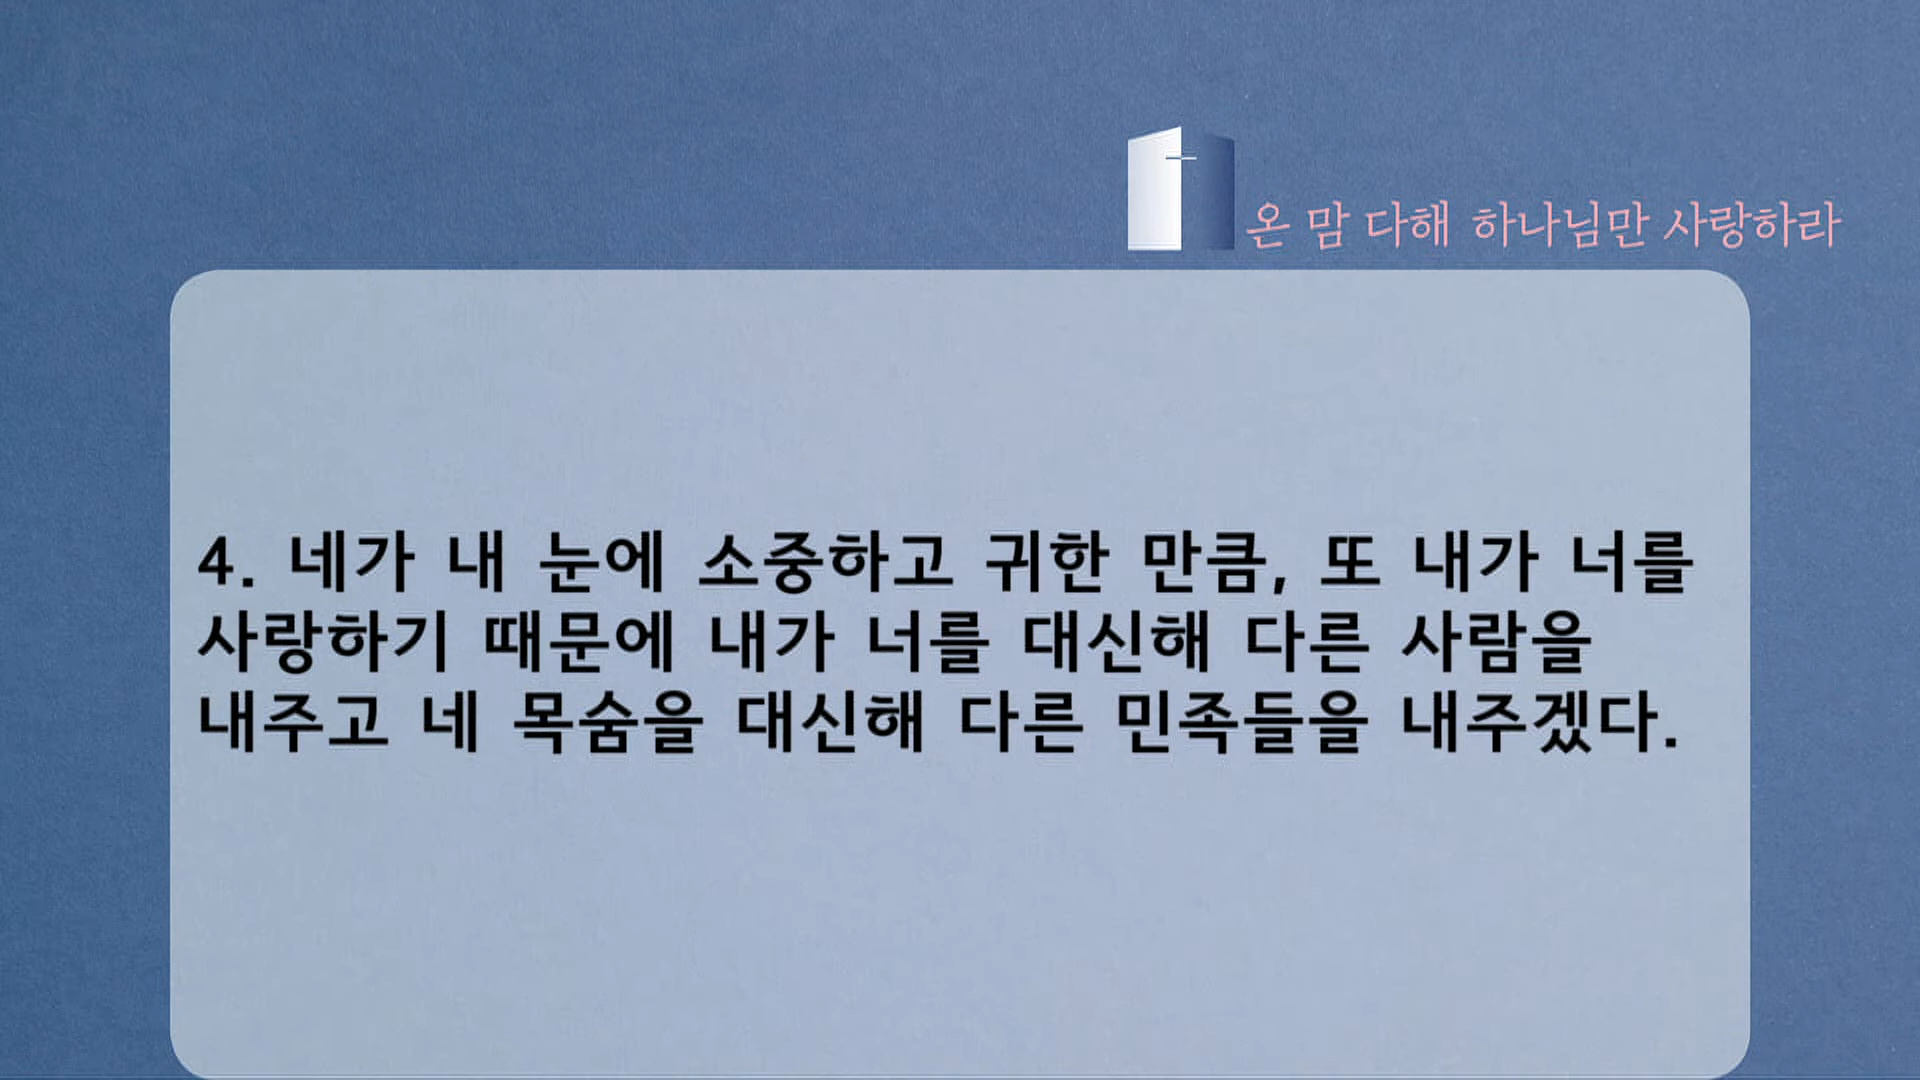 온 맘 다해 하나님만 사랑하라
4. 네가 내 눈에 소중하고 귀한 만큼, 또 내가 너를
사랑하기 때문에 내가 너를 대신해 다른 사람을
내주고 네 목숨을 대신해 다른 민족들을 내주겠다.